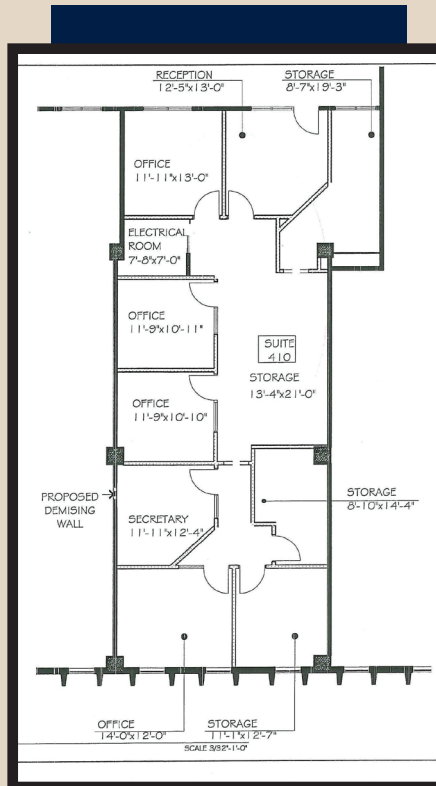 RECEPTION
12'-5"x13'-0"
STORAGE
8'-7"x19'-3"
OFFICE
11'-11"x13'-0"
ELECTRICAL
ROOM
7'-8"x7'-0"
OFFICE
11'-9"x10'-11"
SUITE
410
STORAGE
13'-4"x21'-0"
OFFICE
11'-9"x10'-10"
STORAGE
8'-10"x14'-4"
PROPOSED
DEMISING
WALL
SECRETARY
11'-11"x12'-4"
OFFICE
14'-0"x12'-0"
STORAGE
11'-1"x12'-7"
SCALE 3/32"-1'-0"